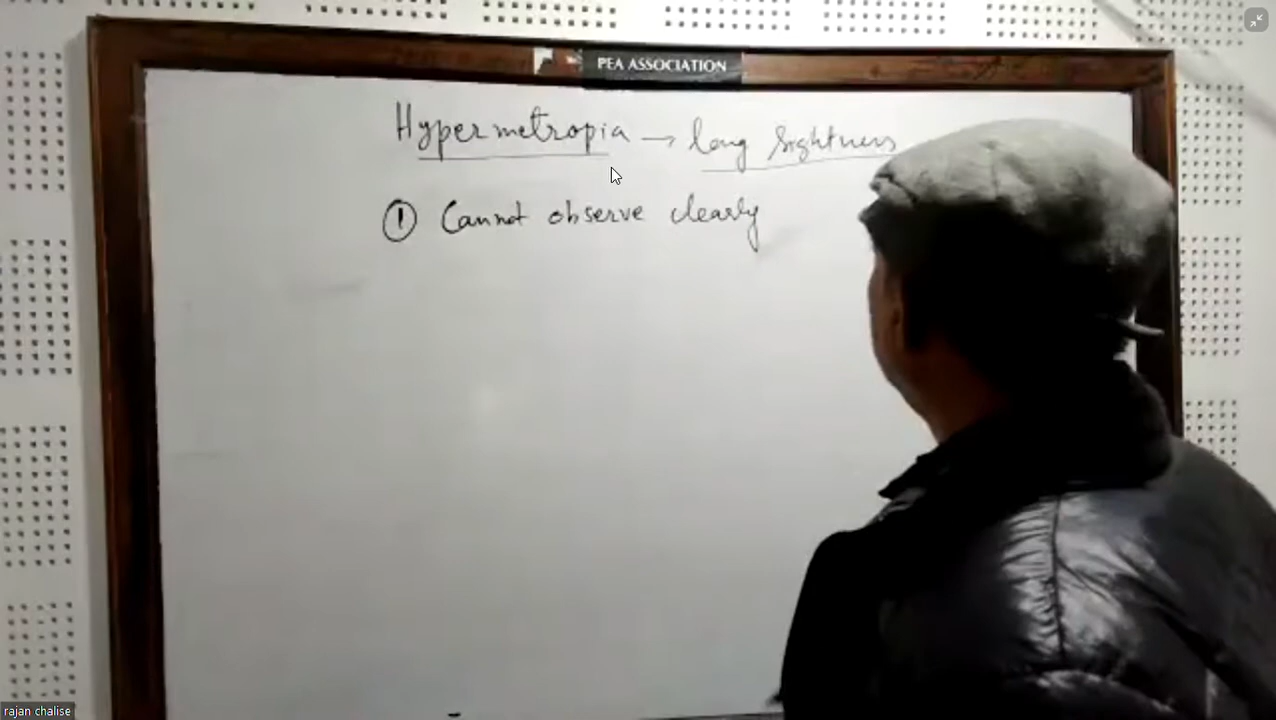 PEA ASSOCIATION
Hypermetropia → long Sightness
① Cannot observe clearly
rajan chalise